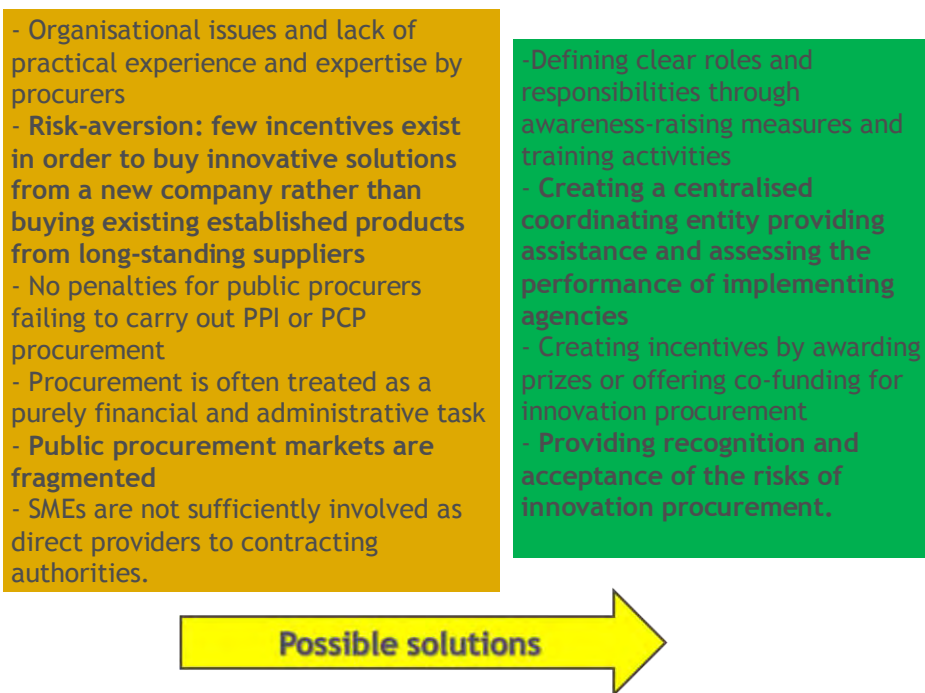 - Organisational issues and lack of
practical experience and expertise by
procurers
- Risk-aversion: few incentives exist
in order to buy innovative solutions
from a new company rather than
buying existing established products
from long-standing suppliers
- No penalties for public procurers
failing to carry out PPI or PCP
procurement
- Procurement is often treated as a
purely financial and administrative task
- Public procurement markets are
fragmented
- SMEs are not sufficiently involved as
direct providers to contracting
authorities.
-Defining clear roles and
responsibilities through
awareness-raising measures and
training activities
- Creating a centralised
coordinating entity providing
assistance and assessing the
performance of implementing
agencies
- Creating incentives by awarding
prizes or offering co-funding for
innovation procurement
- Providing recognition and
acceptance of the risks of
innovation procurement.
Possible solutions